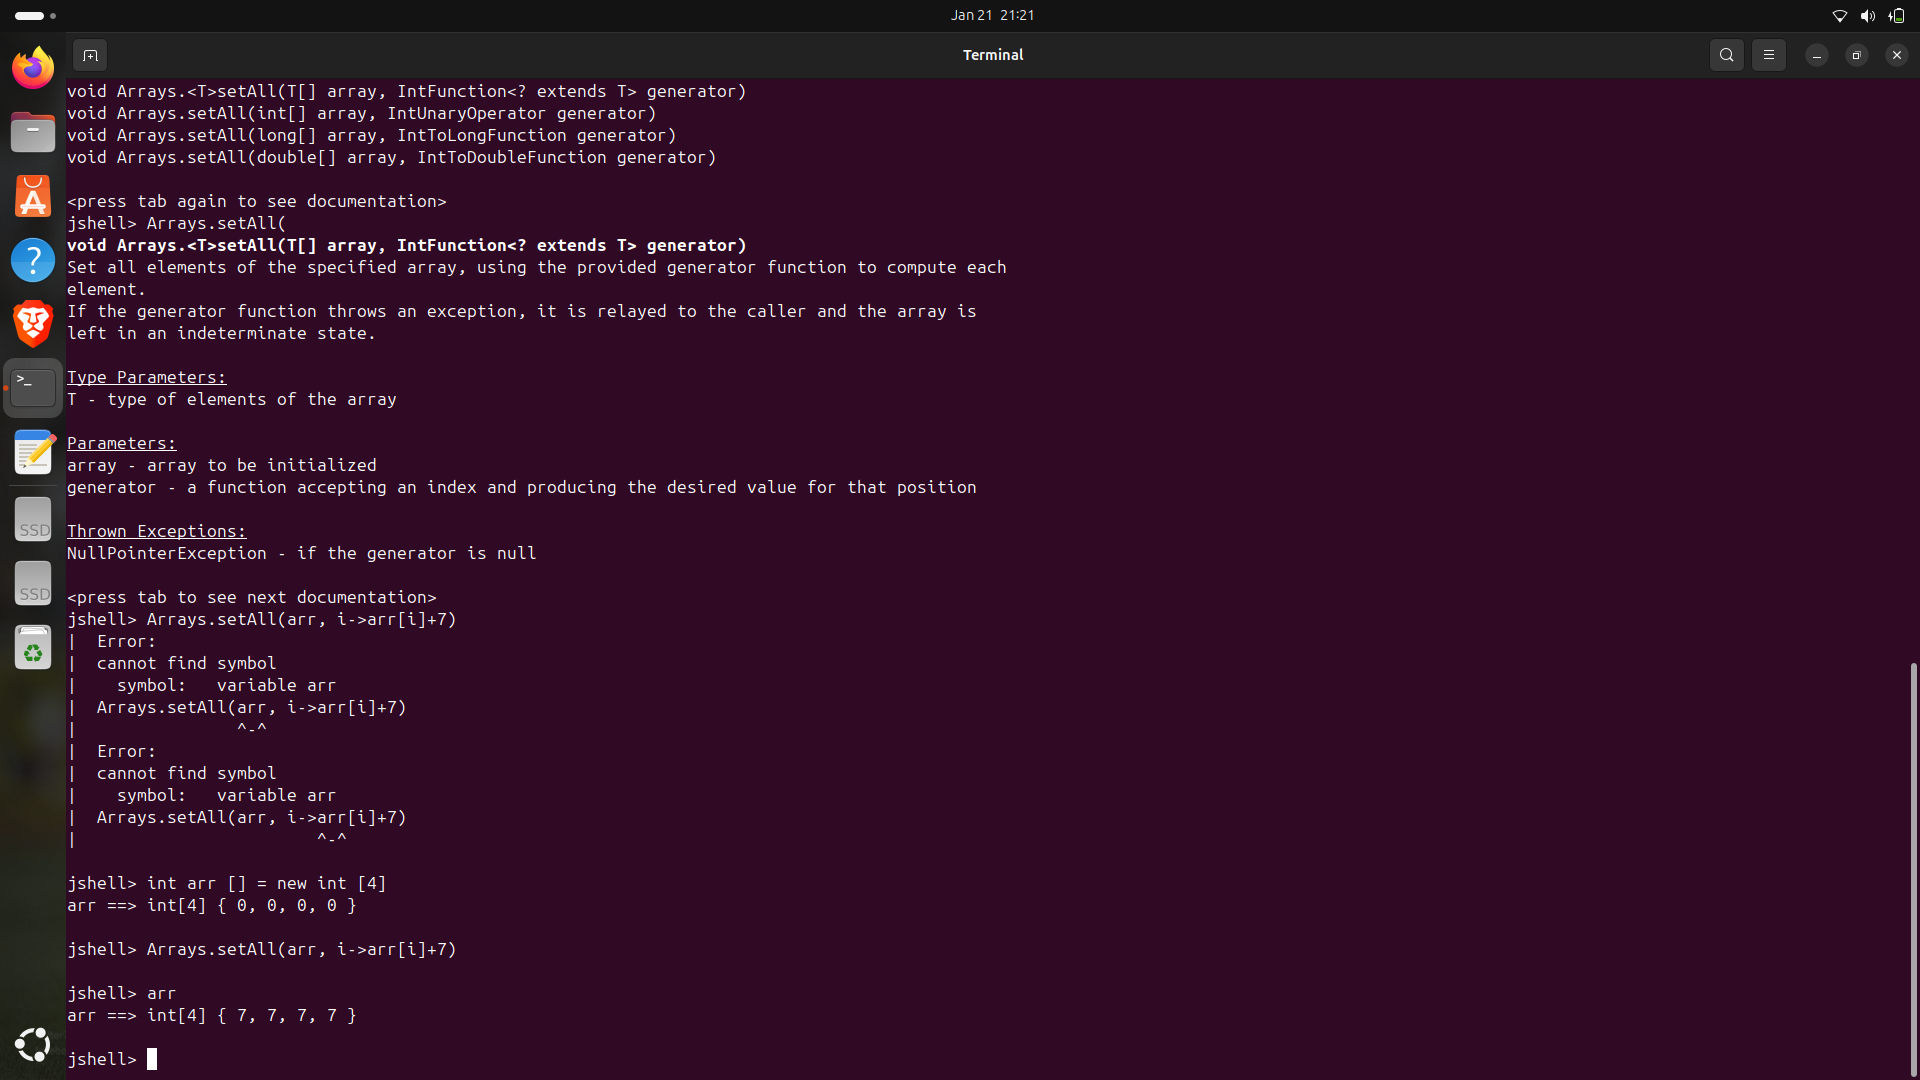 Jan 21 21:21
Terminal
void Arrays.<T>setAll(T[] array, IntFunction<? extends T> generator)
void Arrays.setAll(int[] array, IntUnaryOperator generator)
void Arrays.setAll(long[] array, IntToLongFunction generator)
void Arrays.setAll(double[] array, IntToDoubleFunction generator)
<press tab again to see documentation>
jshell> Arrays.setAll(
void Arrays.<T>setAll(T[] array, IntFunction<? extends T> generator)
Set all elements of the specified array, using the provided generator function to compute each
element.
If the generator function throws an exception, it is relayed to the caller and the array is
left in an indeterminate state.
Type Parameters:
T - type of elements of the array
Parameters:
array - array to be initialized
generator - a function accepting an index and producing the desired value for that position
Thrown Exceptions:
NullPointerException - if the generator is null
<press tab to see next documentation>
jshell> Arrays.setAll(arr, i->arr[i]+7)
|  Error:
|  cannot find symbol
|    symbol:   variable arr
|  Arrays.setAll(arr, i->arr[i]+7)
|                ^-^
|  Error:
|  cannot find symbol
|    symbol:   variable arr
|  Arrays.setAll(arr, i->arr[i]+7)
|                        ^-^
jshell> int arr [] = new int [4]
arr ==> int[4] { 0, 0, 0, 0 }
jshell> Arrays.setAll(arr, i->arr[i]+7)
jshell> arr
arr ==> int[4] { 7, 7, 7, 7 }
jshell>
SSD
SSD